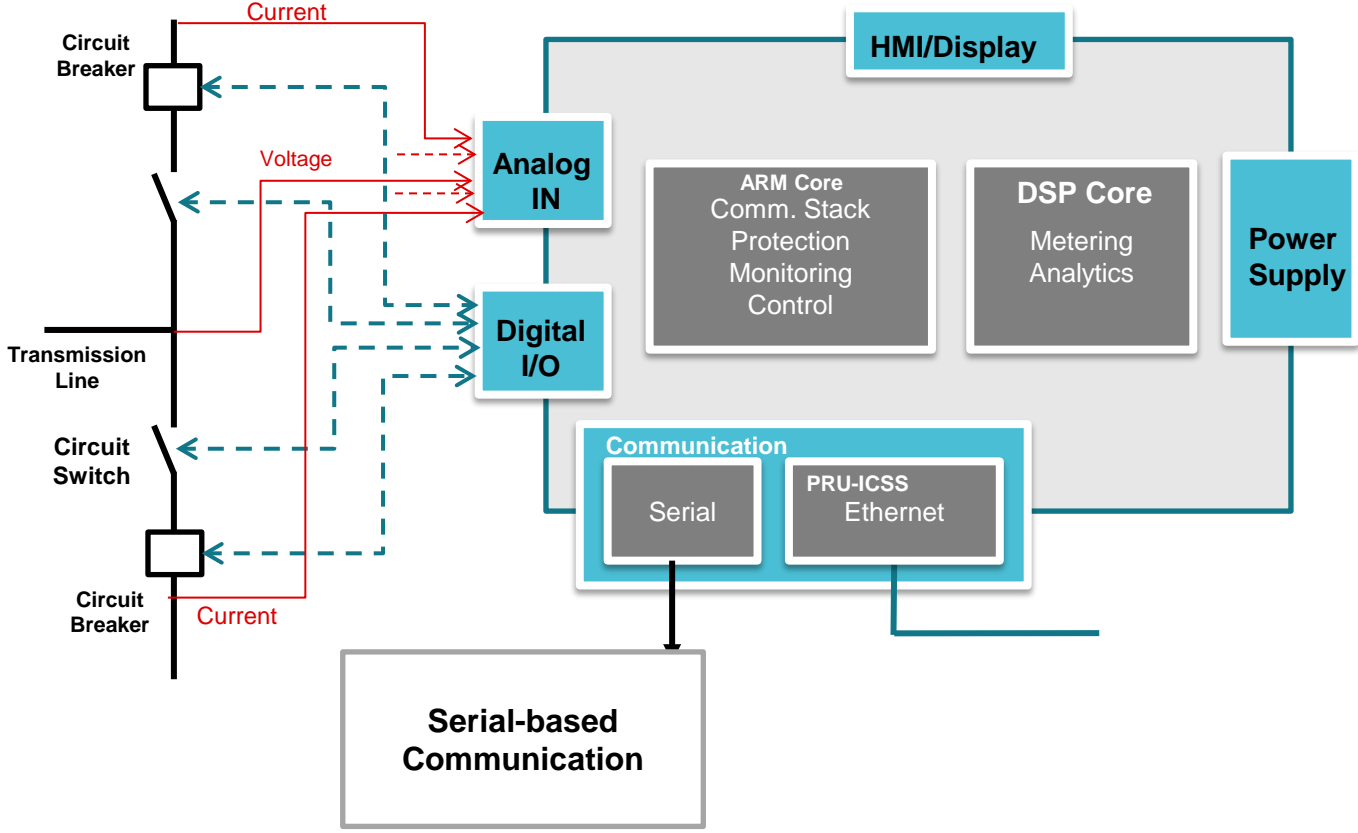 Current
Circuit
Breaker
HMI/Display
Voltage
Analog
IN
ARM Core
Comm. Stack
Protection
Monitoring
Control
DSP Core
Metering
Analytics
Power
Supply
Digital
I/O
Transmission
Line
Circuit
Switch
Communication
Serial
PRU-ICSS
Ethernet
Circuit
Breaker
Current
Serial-based
Communication